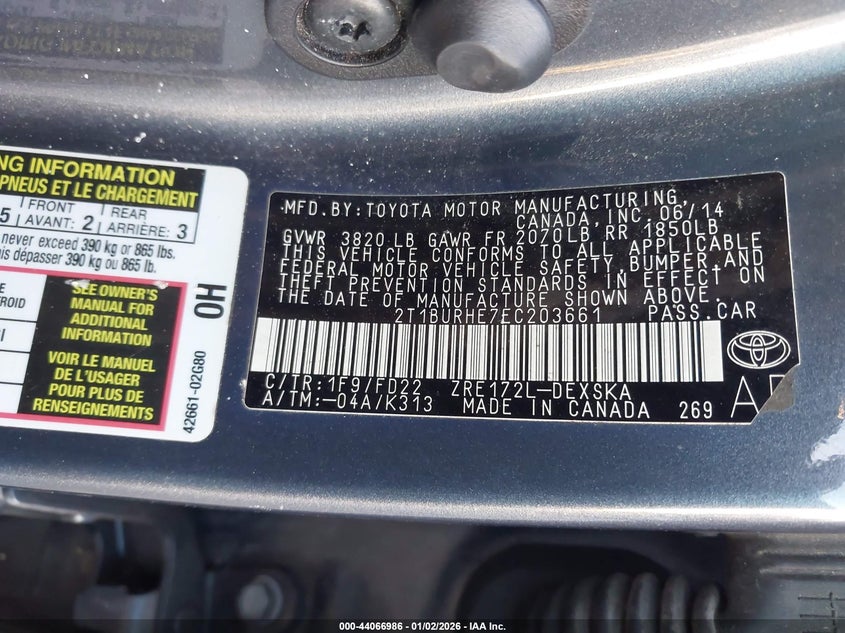 NG INFORMATION
PNEUS ET LE CHARGEMENT
5 FRONT AVANT: 2 REAR ARRIÈRE: 3
never exceed 390 kg or 865 lbs.
dépasser 390 kg ou 865 lb.
SEE OWNER'S
MANUAL FOR
ADDITIONAL
INFORMATION
VOIR LE MANUEL
DE L'USAGER
POUR PLUS DE
RENSEIGNEMENTS
0H
42661-02G80
MFD.BY:TOYOTA MOTOR MANUFACTURING,
CANADA, INC. 06/14
GVWR 3820 LB GAWR FR 2070LB, RR 1850LB
THIS VEHICLE CONFORMS TO ALL APPLICABLE
FEDERAL MOTOR VEHICLE SAFETY,BUMPER,AND
THEFT PREVENTION STANDARDS IN EFFECT ON
THE DATE OF MANUFACTURE SHOWN ABOVE.
2T1BURHE7EC203661 PASS.CAR
C/TR:1F9/FD22 ZRE172L-DEXSKA
A/TM:-04A/K313 MADE IN CANADA 269
TOYOTA
000-44066986 - 01/02/2026 - IAA Inc.